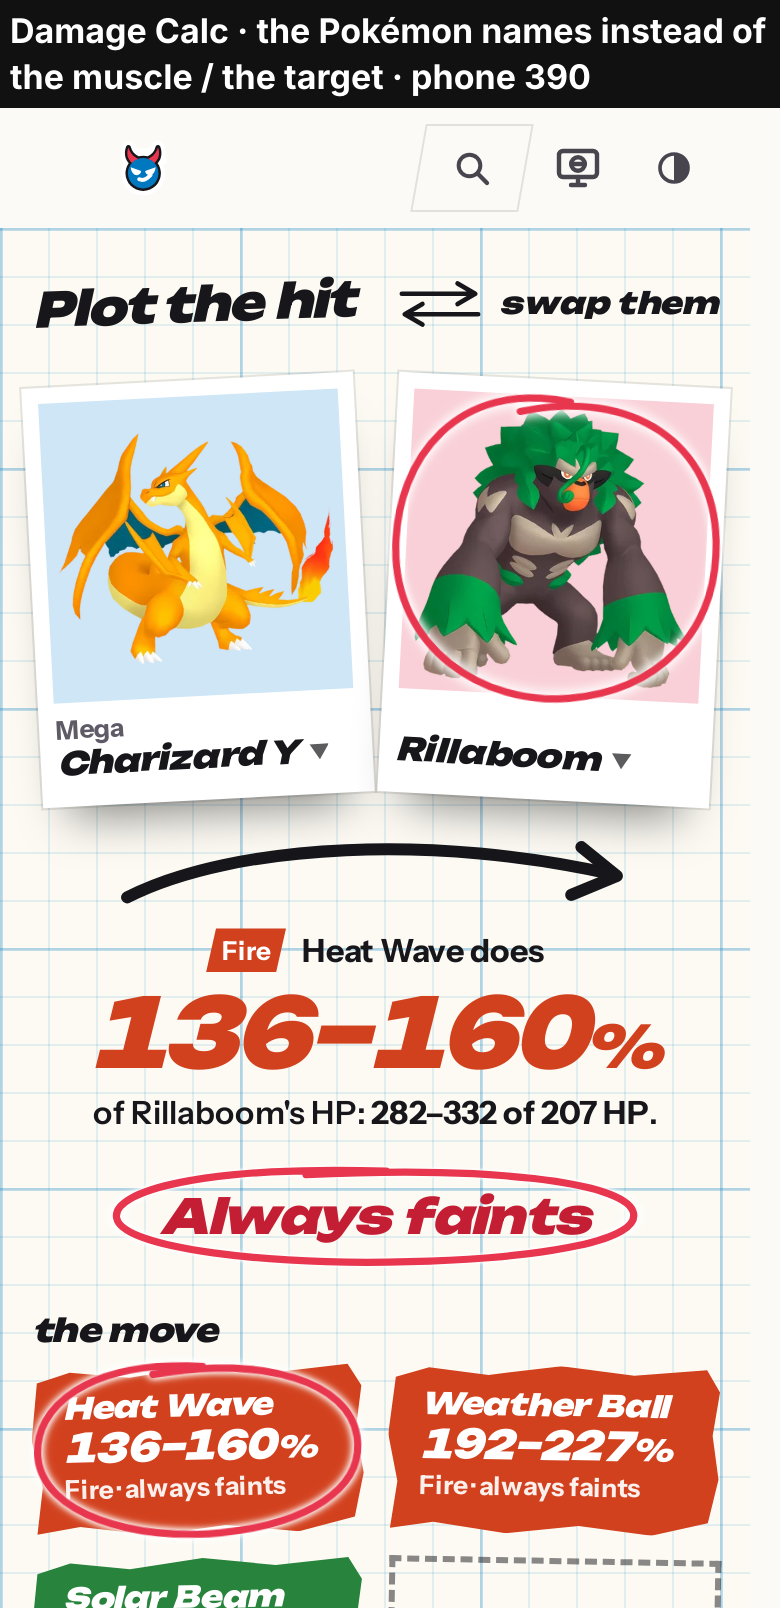 Damage Calc · the Pokémon names instead of
the muscle / the target · phone 390
Plot the hit
swap them
Mega
Charizard Y ▼
Rillaboom ▼
Fire Heat Wave does
136–160%
of Rillaboom's HP: 282–332 of 207 HP.
Always faints
the move
Heat Wave
136–160%
Fire·always faints
Weather Ball
192–227%
Fire·always faints
Solar Beam